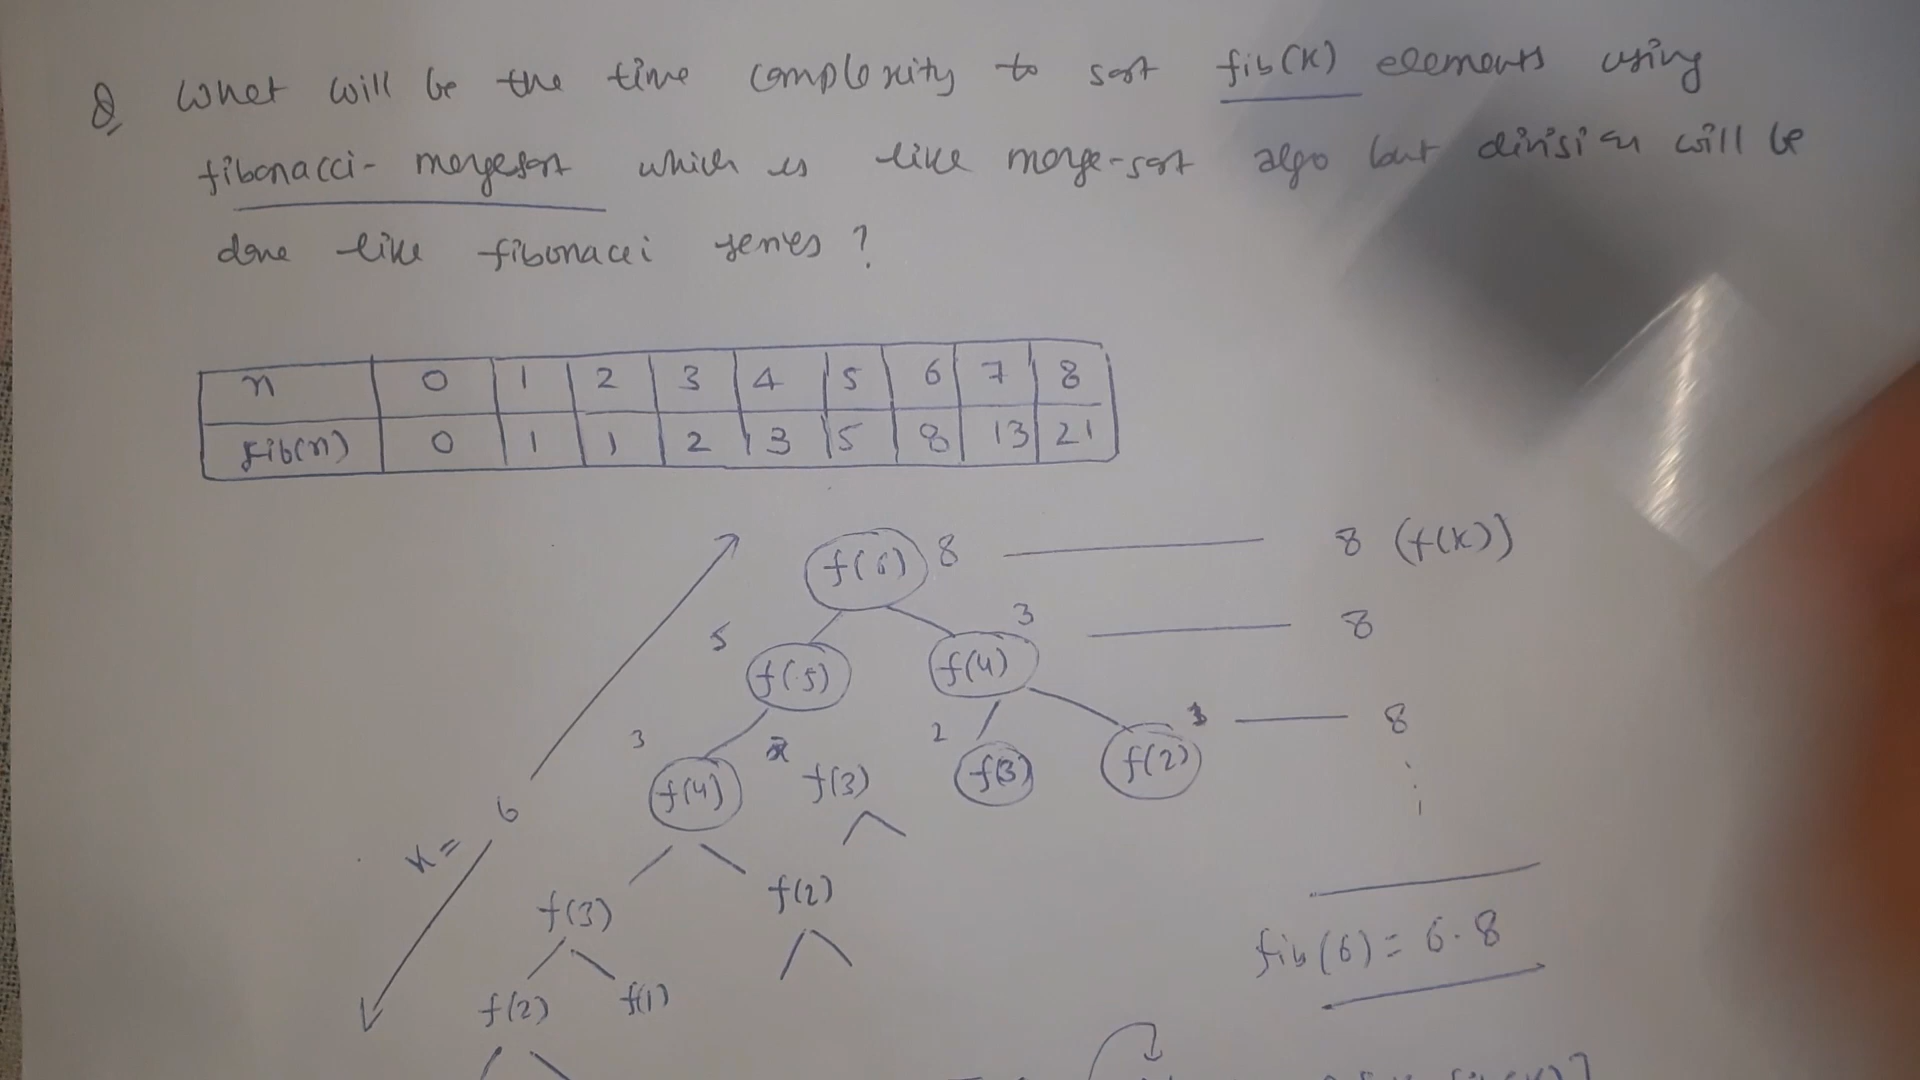 Q, What will be the time complexity to sort fib(k) elements using
fibonacci- mergesort which is like merge-sort algo but division will be
done like fibonacci series ?
n 0 1 2 3 4 5 6 7 8
fib(n) 0 1 1 2 3 5 8 13 21
f(6) 8 8 (f(k))
5 f(5) 3 f(4) 8
3 f(4) 2 f(3) 2 f(3) 1 f(2) 8
k = 6
f(3) f(2)
fib(6) = 6.8
f(2) f(1)